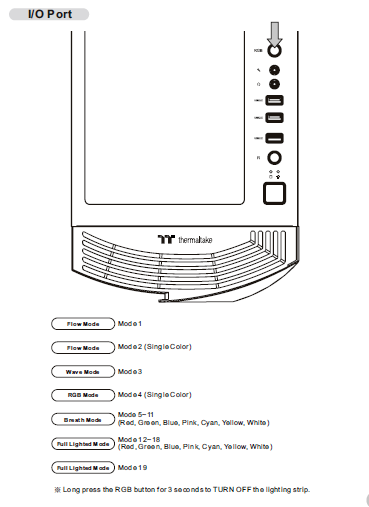 I/O Port
thermaltake
Flow Mode Mode 1
Flow Mode Mode 2 (Single Color)
Wave Mode Mode 3
RGB Mode Mode 4 (Single Color)
Breath Mode Mode 5~11
(Red, Green, Blue, Pink, Cyan, Yellow, White)
Full Lighted Mode Mode 12~18
(Red, Green, Blue, Pink, Cyan, Yellow, White)
Full Lighted Mode Mode 19
※ Long press the RGB button for 3 seconds to TURN OFF the lighting strip.